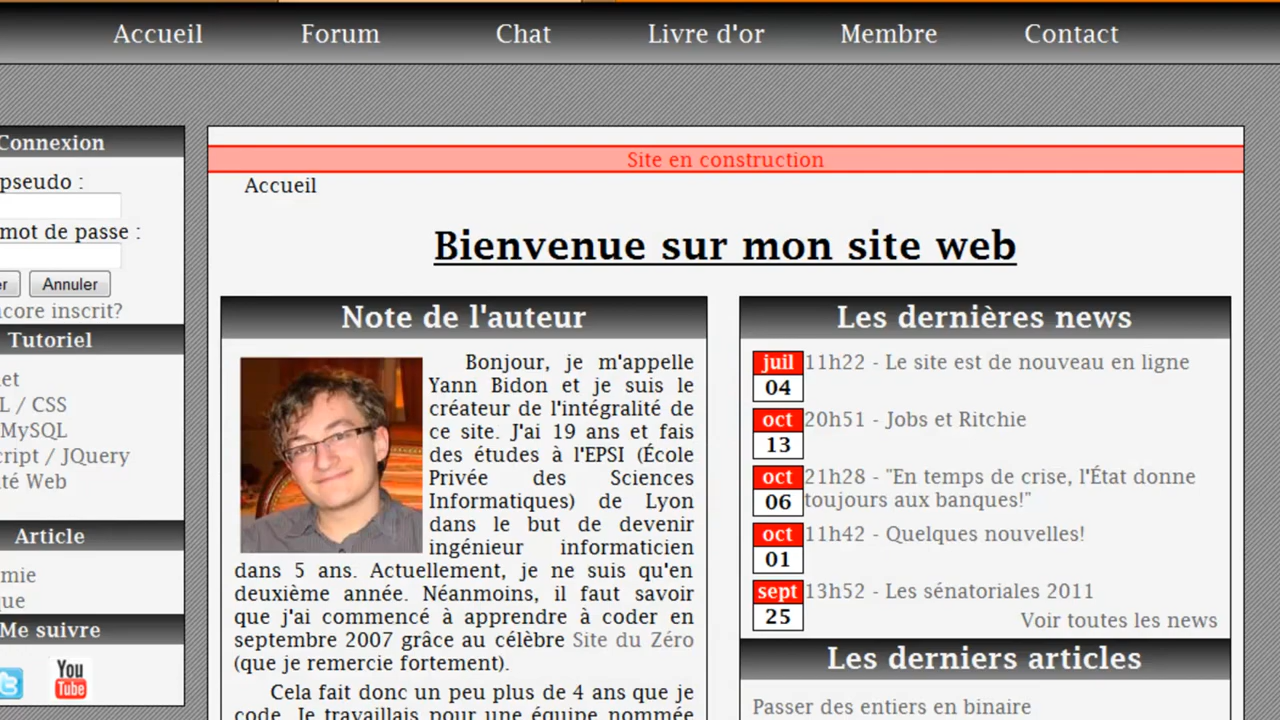 Accueil
Forum
Chat
Livre d'or
Membre
Contact
Connexion
pseudo :
mot de passe :
Annuler
inscrit?
Tutoriel
/ CSS
MySQL
/ JQuery
Web
Article
Me suivre
You
Tube
Site en construction
Accueil
Bienvenue sur mon site web
Note de l'auteur
Bonjour, je m'appelle
Yann Bidon et je suis le
créateur de l'intégralité de
ce site. J'ai 19 ans et fais
des études à l'EPSI (École
Privée des Sciences
Informatiques) de Lyon
dans le but de devenir
ingénieur informaticien
dans 5 ans. Actuellement, je ne suis qu'en
deuxième année. Néanmoins, il faut savoir
que j'ai commencé à apprendre à coder en
septembre 2007 grâce au célèbre Site du Zéro
(que je remercie fortement).
Cela fait donc un peu plus de 4 ans que je
code. Je travaillais pour une équipe nommée
Les dernières news
juil
04
11h22 - Le site est de nouveau en ligne
oct
13
20h51 - Jobs et Ritchie
oct
06
21h28 - "En temps de crise, l'État donne
toujours aux banques!"
oct
01
11h42 - Quelques nouvelles!
sept
25
13h52 - Les sénatoriales 2011
Voir toutes les news
Les derniers articles
Passer des entiers en binaire